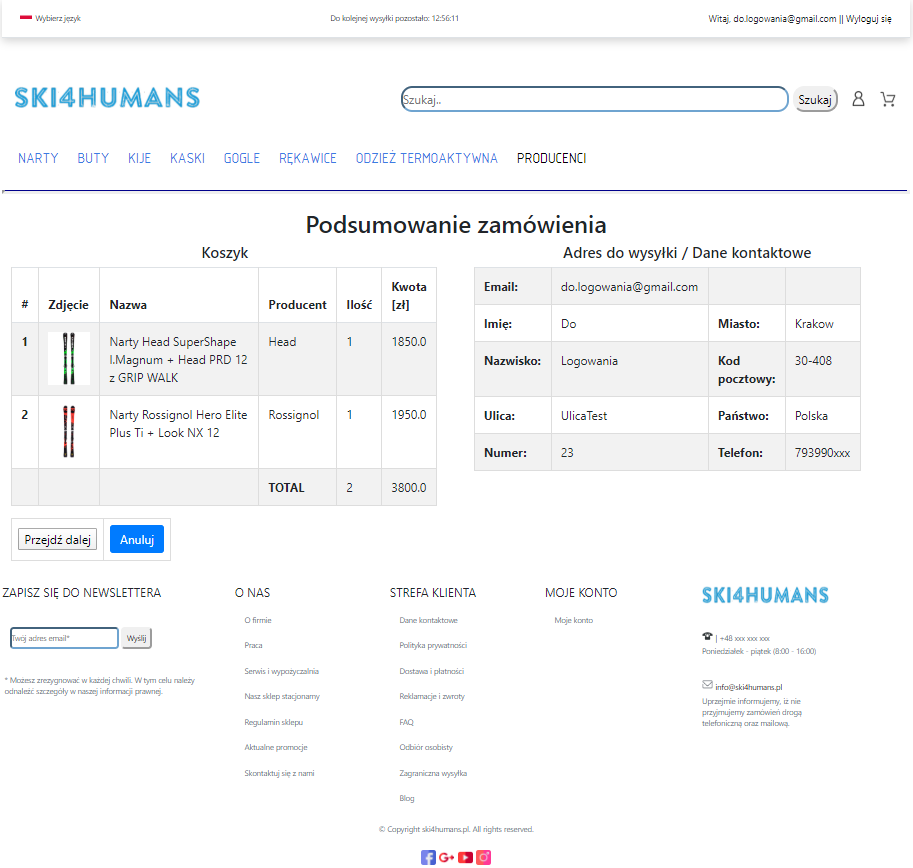 Wybierz język
Do kolejnej wysyłki pozostało: 12:56:11
Witaj, do.logowania@gmail.com || Wyloguj się
SKI4HUMANS
Szukaj..
Szukaj
NARTY BUTY KIJE KASKI GOGLE RĘKAWICE ODZIEŻ TERMOAKTYWNA PRODUCENCI
Podsumowanie zamówienia
Koszyk
# Zdjęcie Nazwa Producent Ilość Kwota
[zł]
1 Narty Head SuperShape Head 1 1850.0
I.Magnum + Head PRD 12
z GRIP WALK
2 Narty Rossignol Hero Elite Rossignol 1 1950.0
Plus Ti + Look NX 12
TOTAL 2 3800.0
Przejdź dalej Anuluj
Adres do wysyłki / Dane kontaktowe
Email: do.logowania@gmail.com
Imię: Do Miasto: Krakow
Nazwisko: Logowania Kod 30-408
pocztowy:
Ulica: UlicaTest Państwo: Polska
Numer: 23 Telefon: 793990xxx
ZAPISZ SIĘ DO NEWSLETTERA
Twój adres email*
Wyślij
* Możesz zrezygnować w każdej chwili. W tym celu należy
odnaleźć szczegóły w naszej informacji prawnej.
O NAS
O firmie
Praca
Serwis i wypożyczalnia
Nasz sklep stacjonarny
Regulamin sklepu
Aktualne promocje
Skontaktuj się z nami
STREFA KLIENTA
Dane kontaktowe
Polityka prywatności
Dostawa i płatności
Reklamacje i zwroty
FAQ
Odbiór osobisty
Zagraniczna wysyłka
Blog
MOJE KONTO
Moje konto
SKI4HUMANS
| +48 xxx xxx xxx
Poniedziałek - piątek (8:00 - 16:00)
info@ski4humans.pl
Uprzejmie informujemy, iż nie
przyjmujemy zamówień drogą
telefoniczną oraz mailową.
© Copyright ski4humans.pl. All rights reserved.